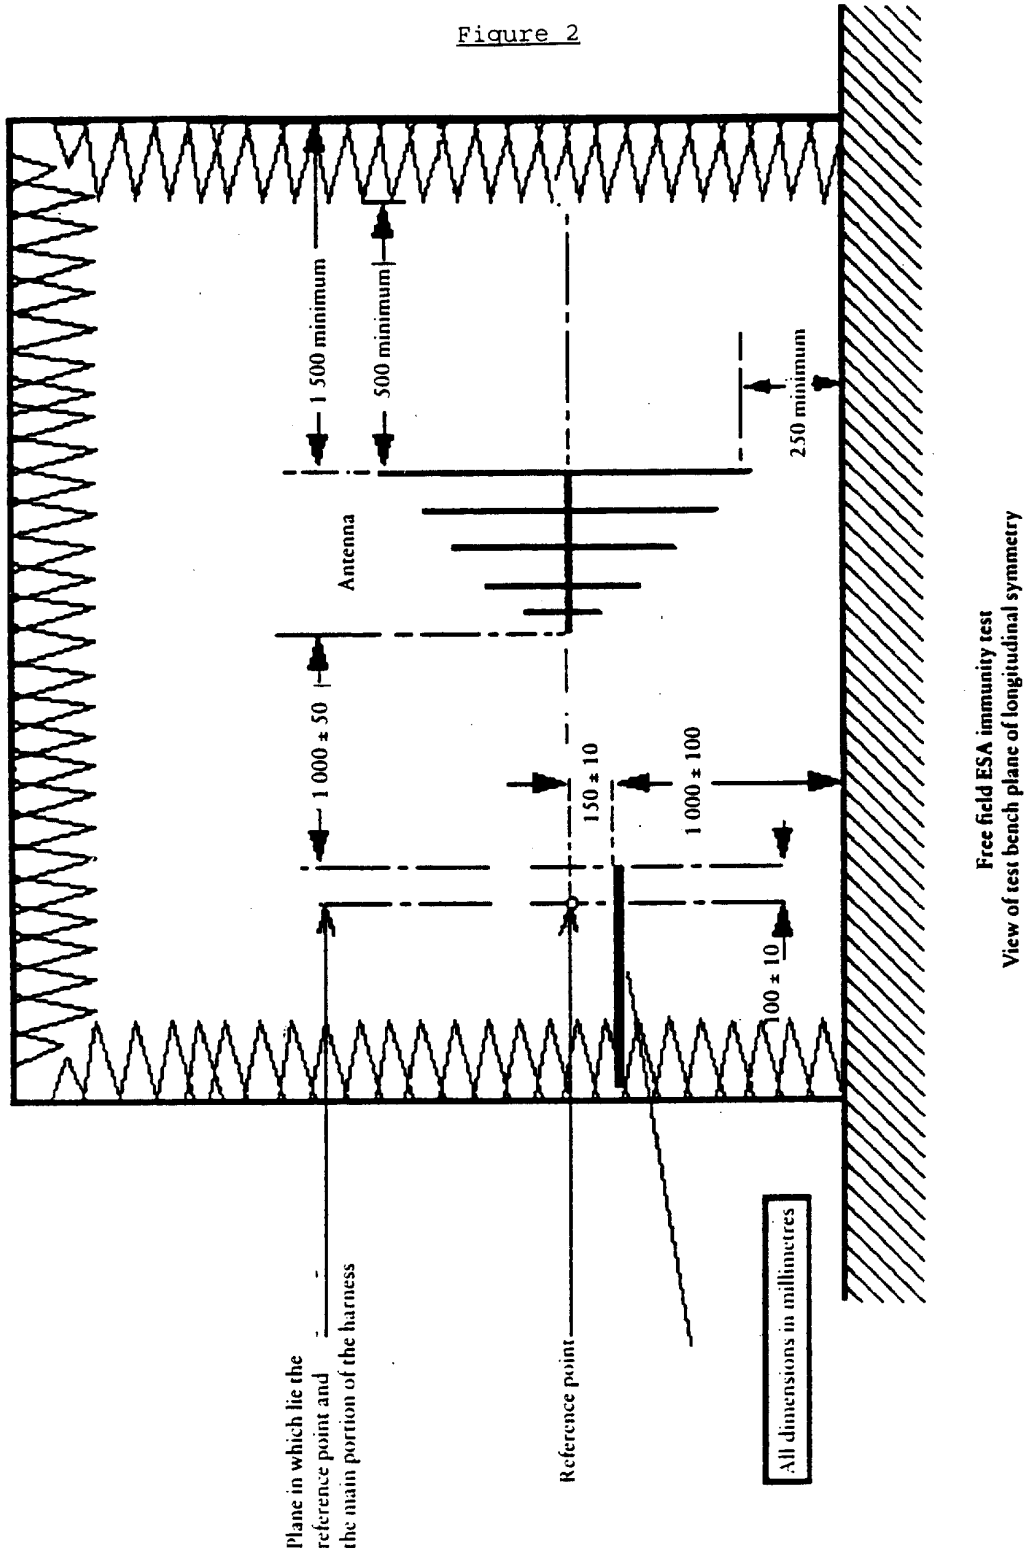 Figure 2
1 500 minimum
500 minimum
Antenna
250 minimum
1 000 ± 50
150 ± 10
1 000 ± 100
100 ± 10
Plane in which lie the
reference point and
the main portion of the harness
Reference point
All dimensions in millimetres
Free field ESA immunity test
View of test bench plane of longitudinal symmetry